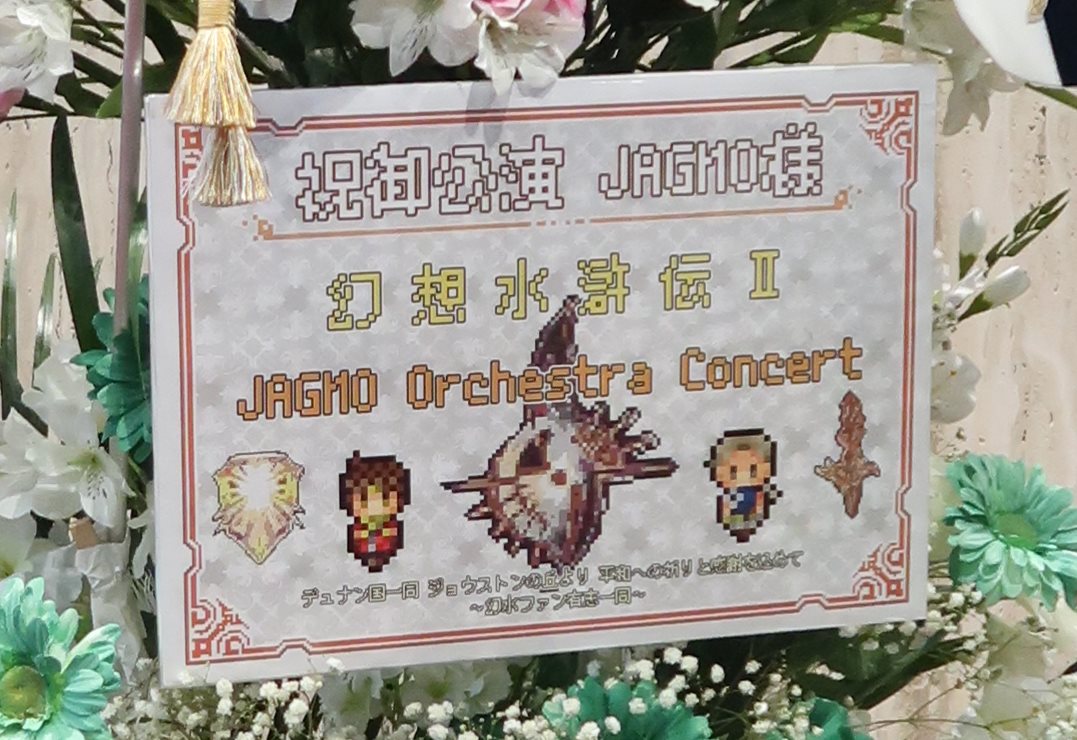 祝御公演 JAGMO様
幻想水滸伝Ⅱ
JAGMO Orchestra Concert
デュナン国一同 ジョウストンの丘より 平和への祈りと感謝を込めて
~幻水ファン有志一同~